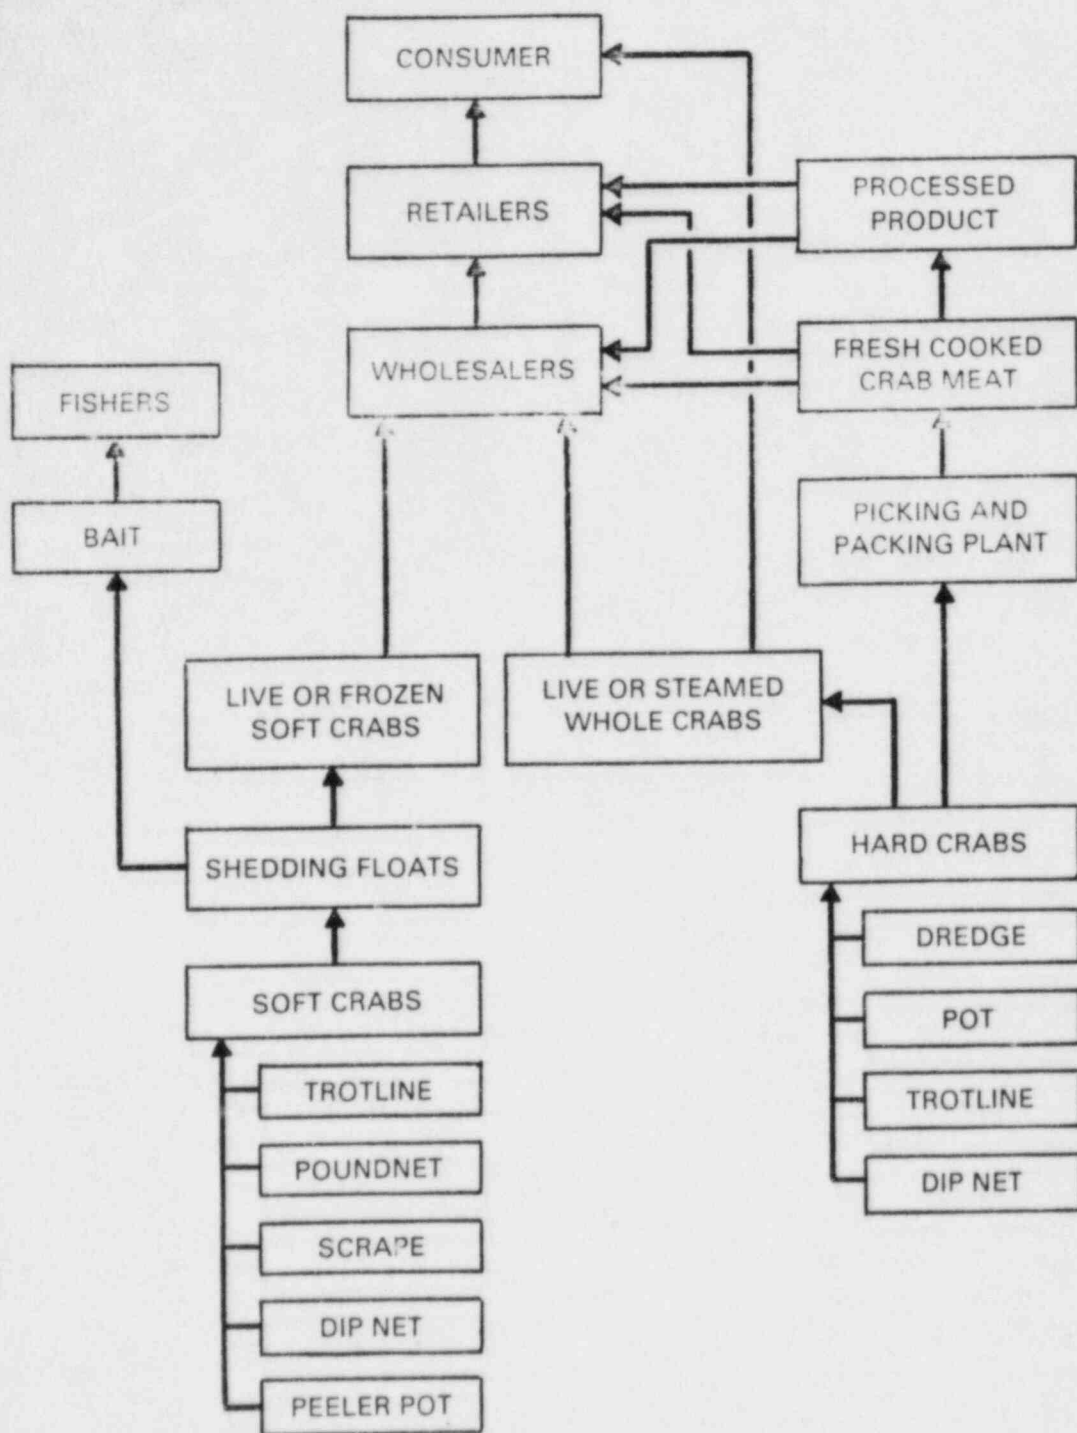 CONSUMER
RETAILERS
PROCESSED
PRODUCT
WHOLESALERS
FRESH COOKED
CRAB MEAT
FISHERS
BAIT
PICKING AND
PACKING PLANT
LIVE OR FROZEN
SOFT CRABS
LIVE OR STEAMED
WHOLE CRABS
SHEDDING FLOATS
HARD CRABS
SOFT CRABS
DREDGE
POT
TROTLINE
DIP NET
TROTLINE
POUNDNET
SCRAPE
DIP NET
PEELER POT